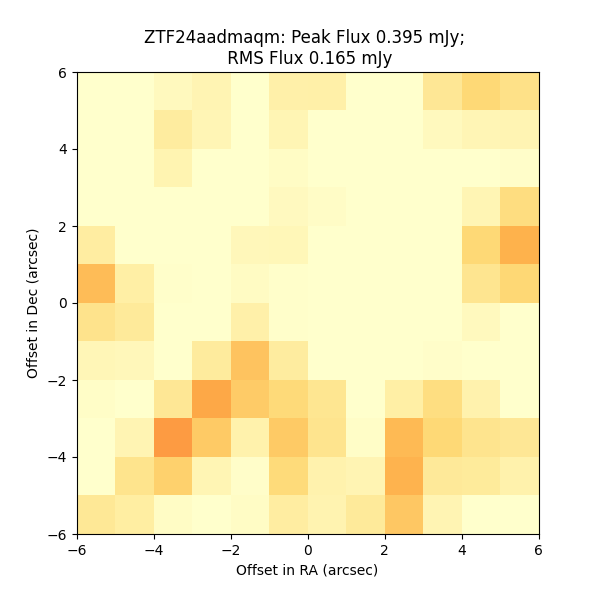 ZTF24aadmaqm: Peak Flux 0.395 mJy;
RMS Flux 0.165 mJy
6
4
2
0
−2
−4
−6
Offset in Dec (arcsec)
−6 −4 −2 0 2 4 6
Offset in RA (arcsec)